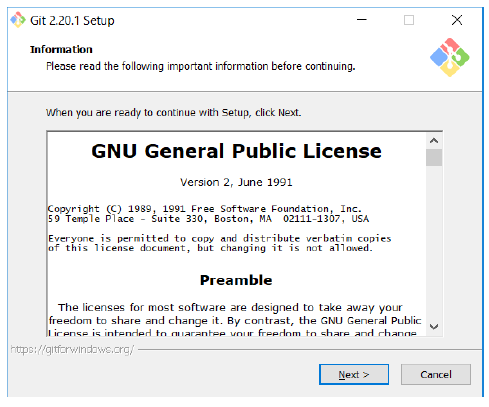 Git 2.20.1 Setup
Information
Please read the following important information before continuing.
When you are ready to continue with Setup, click Next.
GNU General Public License
Version 2, June 1991
Copyright (C) 1989, 1991 Free Software Foundation, Inc.
59 Temple Place - Suite 330, Boston, MA  02111-1307, USA
Everyone is permitted to copy and distribute verbatim copies
of this license document, but changing it is not allowed.
Preamble
The licenses for most software are designed to take away your
freedom to share and change it. By contrast, the GNU General Public
License is intended to guarantee your freedom to share and change
https://gitforwindows.org/
Next >
Cancel